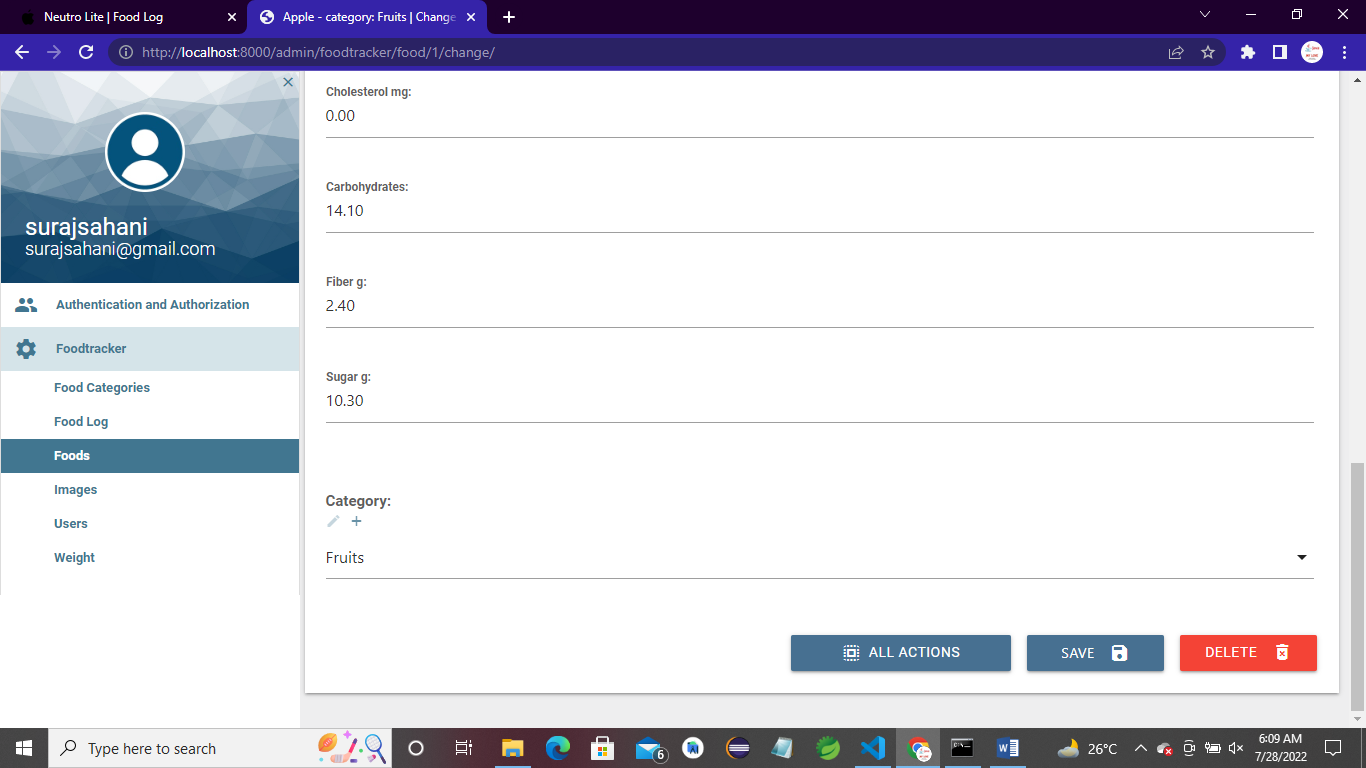 Neutro Lite | Food Log
Apple - category: Fruits | Change
http://localhost:8000/admin/foodtracker/food/1/change/
surajsahani
surajsahani@gmail.com
Authentication and Authorization
Foodtracker
Food Categories
Food Log
Foods
Images
Users
Weight
Cholesterol mg:
0.00
Carbohydrates:
14.10
Fiber g:
2.40
Sugar g:
10.30
Category:
Fruits
ALL ACTIONS
SAVE
DELETE
Type here to search
6
26°C
6:09 AM
7/28/2022